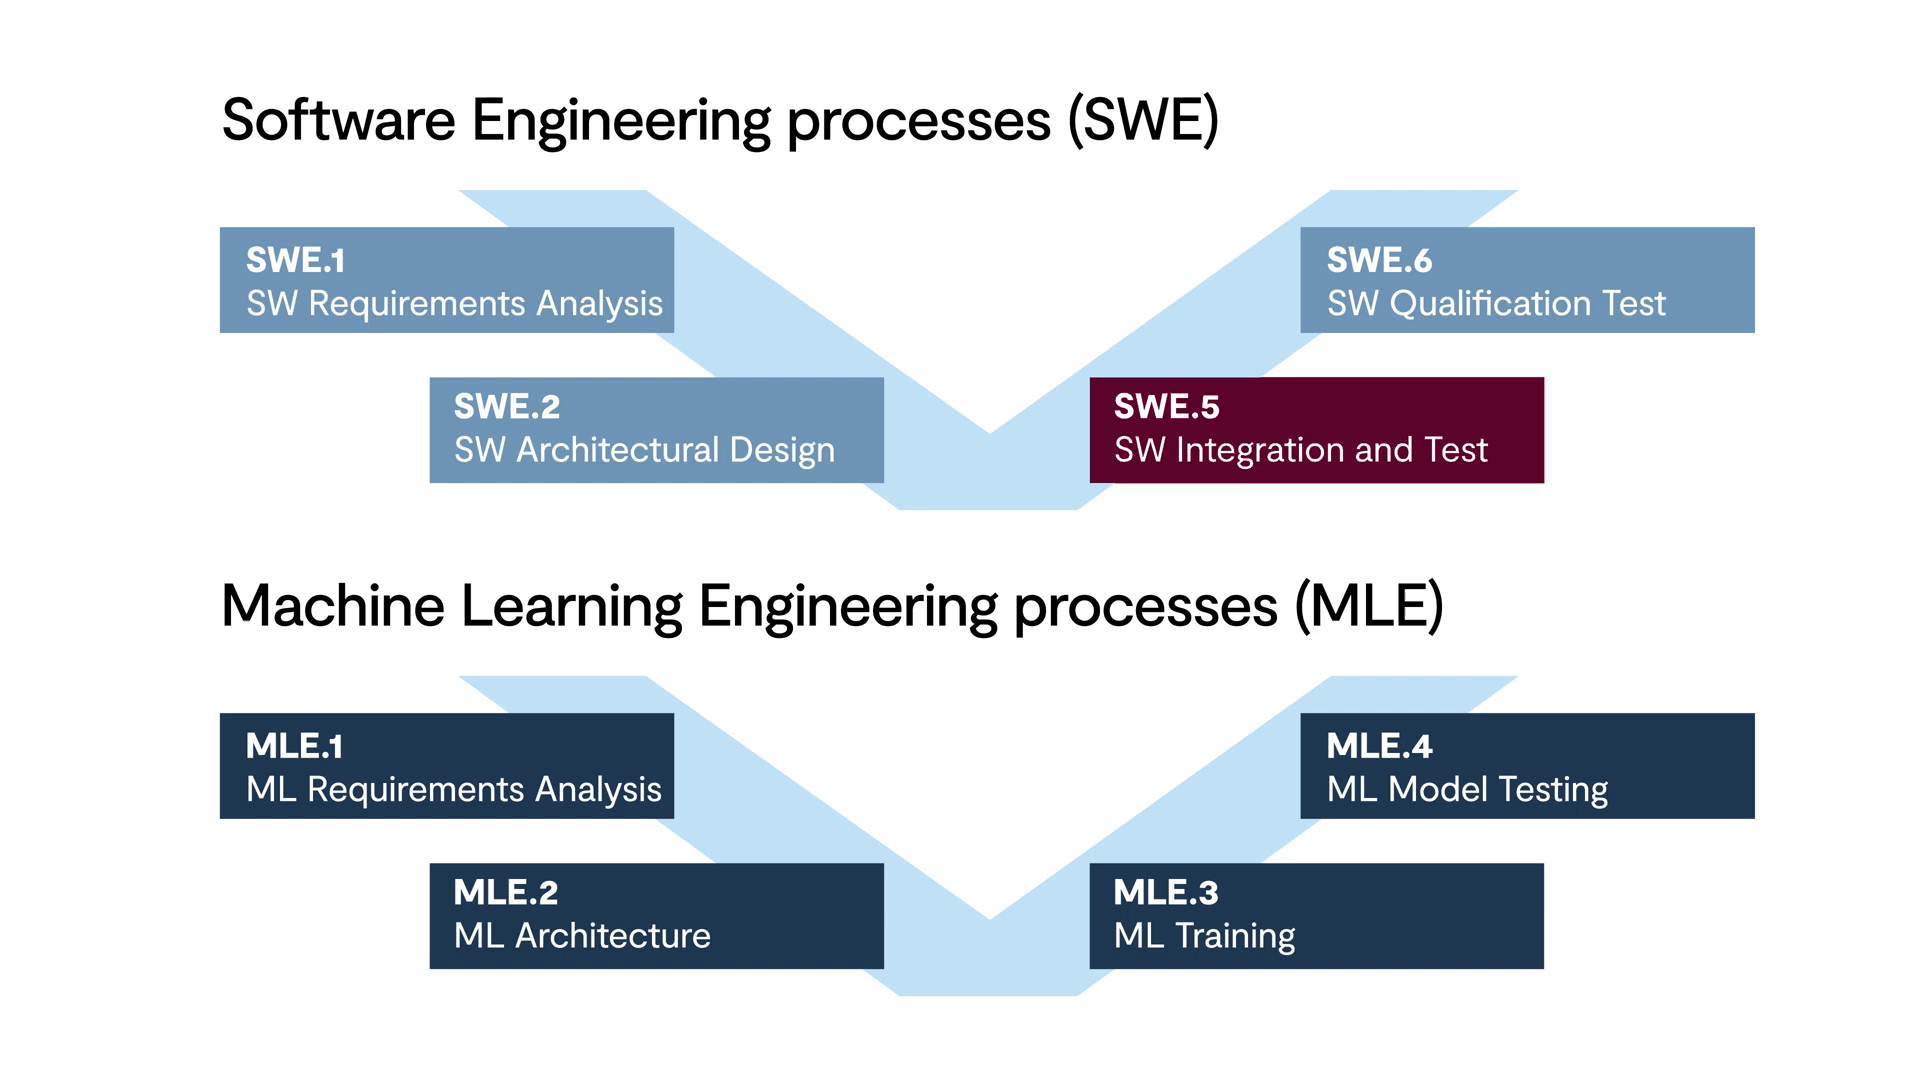 Software Engineering processes (SWE)
SWE.1
SW Requirements Analysis
SWE.6
SW Qualification Test
SWE.2
SW Architectural Design
SWE.5
SW Integration and Test
Machine Learning Engineering processes (MLE)
MLE.1
ML Requirements Analysis
MLE.4
ML Model Testing
MLE.2
ML Architecture
MLE.3
ML Training